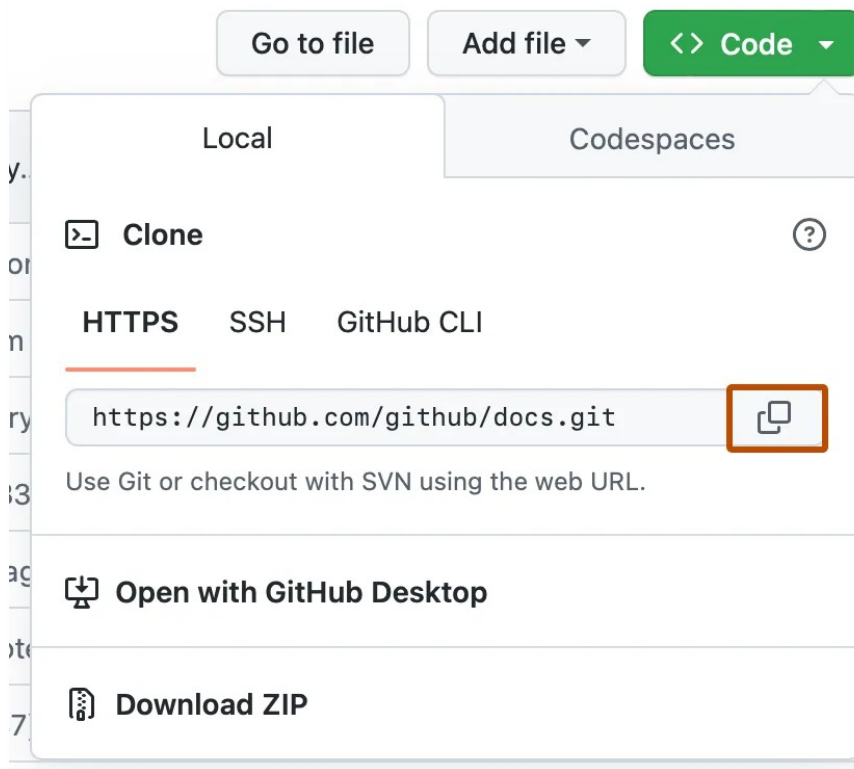 Go to file
Add file
Code
Local
Codespaces
Clone
HTTPS
SSH
GitHub CLI
https://github.com/github/docs.git
Use Git or checkout with SVN using the web URL.
Open with GitHub Desktop
Download ZIP